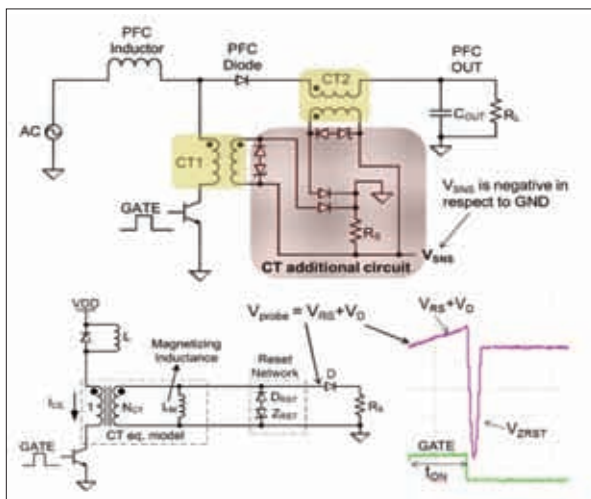 PFC
Inductor
PFC
Diode
CT2
PFC
OUT
AC
CT1
COUT
RL
GATE
RS
VSNS is negative in
respect to GND
VSNS
CT additional circuit
VDD
L
Magnetizing
Inductance
Vprobe = VRS+VD
VRS+VD
Reset
Network
D
ICL
1
NCT
LM
DRST
ZRST
RS
CT eq. model
GATE
VZRST
GATE
tON